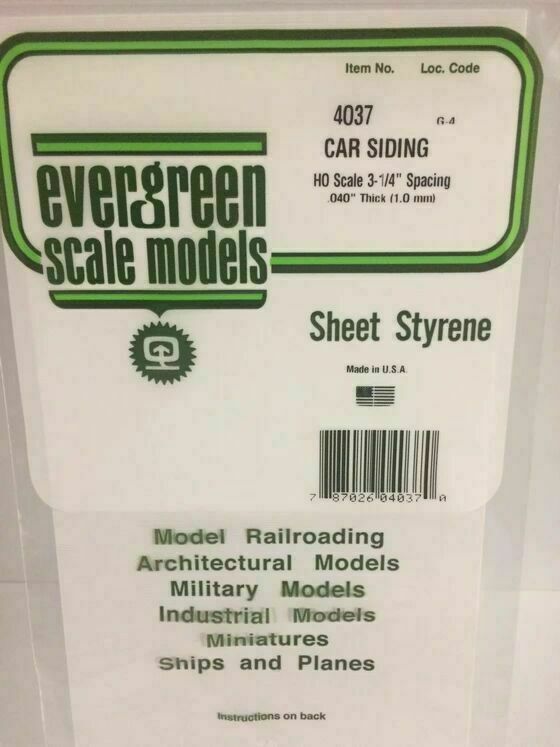 Item No. Loc. Code
4037 G-4
CAR SIDING
HO Scale 3-1/4" Spacing
.040" Thick (1.0 mm)
evergreen
scale models
Sheet Styrene
Made in U.S.A.
7 87026 04037
Model Railroading
Architectural Models
Military Models
Industrial Models
Miniatures
Ships and Planes
Instructions on back